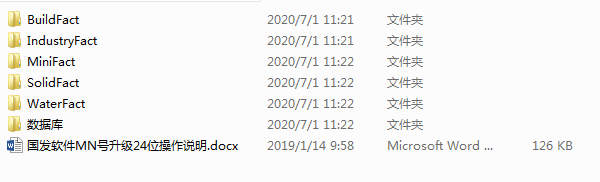 BuildFact 2020/7/1 11:21 文件夹
IndustryFact 2020/7/1 11:21 文件夹
MiniFact 2020/7/1 11:22 文件夹
SolidFact 2020/7/1 11:22 文件夹
WaterFact 2020/7/1 11:22 文件夹
数据库 2020/7/1 11:22 文件夹
国发软件MN号升级24位操作说明.docx 2019/1/14 9:58 Microsoft Word ... 126 KB